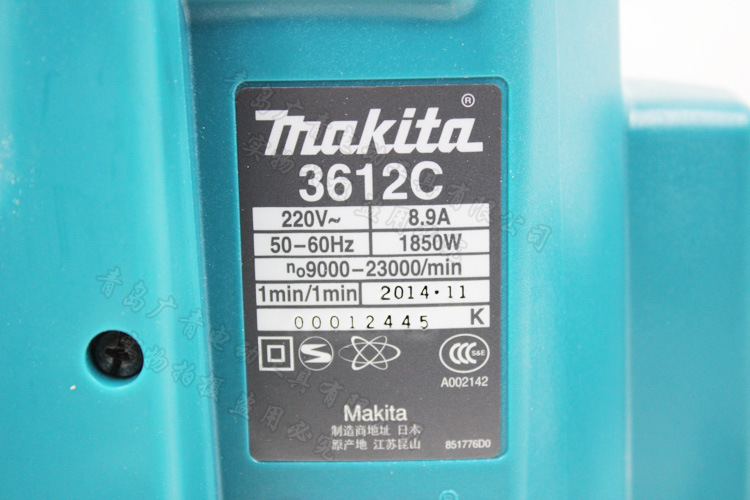 makita®
3612C
220V~ 8.9A
50-60Hz 1850W
n₀9000-23000/min
1min/1min 2014·11
00012445 K
CCC S&E
A002142
Makita
制造商地址 日本
原产地 江苏昆山
851776D0